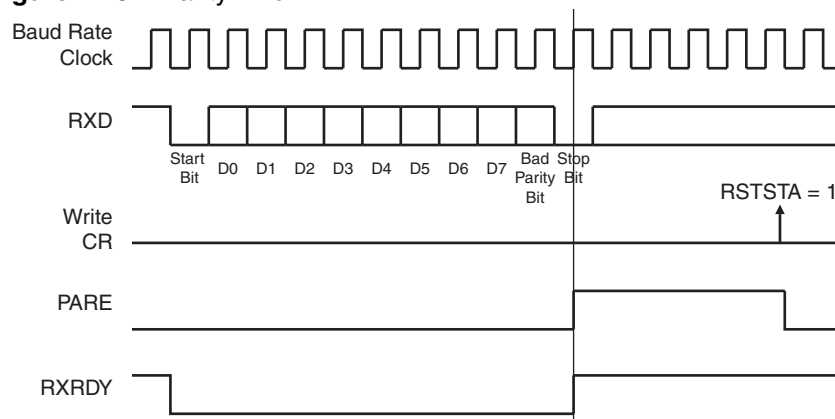 Baud Rate
Clock
RXD
Start
Bit
D0 D1 D2 D3 D4 D5 D6 D7
Bad
Parity
Bit
Stop
Bit
RSTSTA = 1
Write
CR
PARE
RXRDY